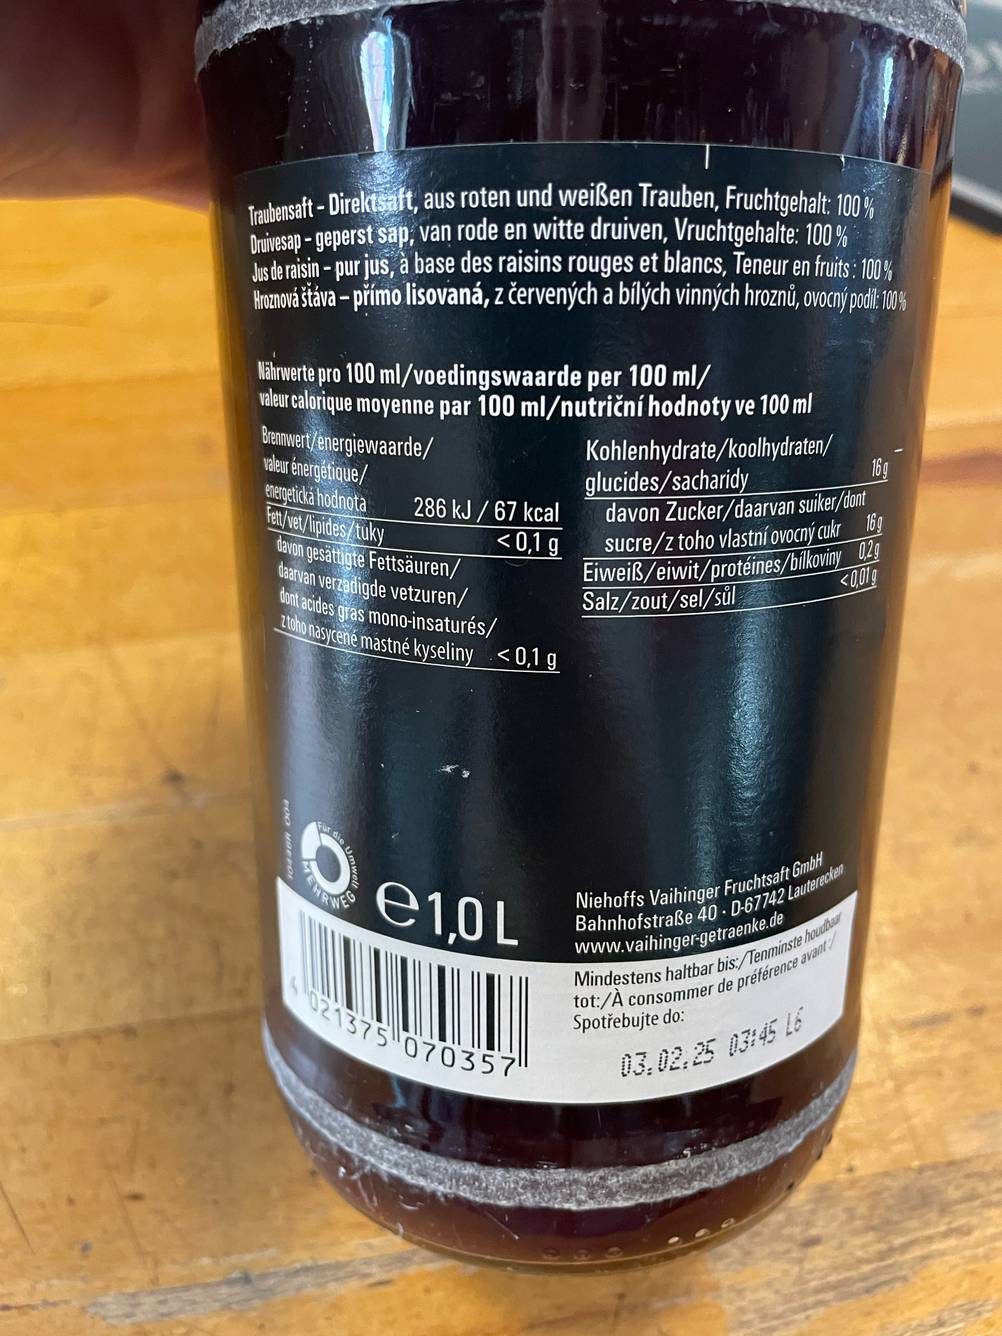 Traubensaft – Direktsaft, aus roten und weißen Trauben, Fruchtgehalt: 100 %
Druivesap – geperst sap, van rode en witte druiven, Vruchtgehalte: 100 %
Jus de raisin – pur jus, à base des raisins rouges et blancs, Teneur en fruits : 100 %
Hroznová šťáva – přímo lisovaná, z červených a bílých vinných hroznů, ovocný podíl: 100 %
Nährwerte pro 100 ml/voedingswaarde per 100 ml/
valeur calorique moyenne par 100 ml/nutriční hodnoty ve 100 ml
Brennwert/energiewaarde/
valeur énergétique/
energetická hodnota 286 kJ / 67 kcal
Fett/vet/lipides/tuky < 0,1 g
davon gesättigte Fettsäuren/
daarvan verzadigde vetzuren/
dont acides gras mono-insaturés/
z toho nasycené mastné kyseliny < 0,1 g
Kohlenhydrate/koolhydraten/
glucides/sacharidy 16 g
davon Zucker/daarvan suiker/dont
sucre/z toho vlastní ovocný cukr 16 g
Eiweiß/eiwit/protéines/bílkoviny 0,2 g
Salz/zout/sel/sůl < 0,01 g
Für die Umwelt
MEHRWEG
e 1,0 L
4 021375 070357
Niehoffs Vaihinger Fruchtsaft GmbH
Bahnhofstraße 40 · D-67742 Lauterecken
www.vaihinger-getraenke.de
Mindestens haltbar bis:/Tenminste houdbaar
tot:/À consommer de préférence avant :/
Spotřebujte do:
03.02.25 03:45 L6